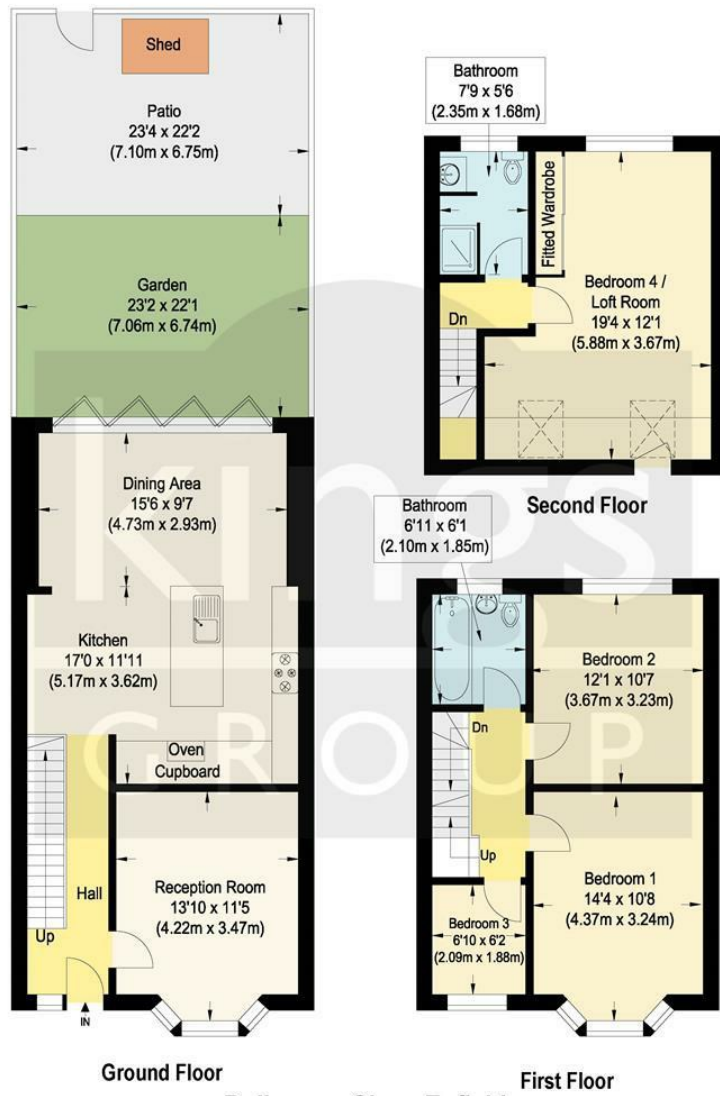 Shed
Patio
23'4 x 22'2
(7.10m x 6.75m)
Garden
23'2 x 22'1
(7.06m x 6.74m)
Dining Area
15'6 x 9'7
(4.73m x 2.93m)
Kitchen
17'0 x 11'11
(5.17m x 3.62m)
Oven
Cupboard
Reception Room
13'10 x 11'5
(4.22m x 3.47m)
Hall
Up
IN
Ground Floor
Bathroom
7'9 x 5'6
(2.35m x 1.68m)
Fitted Wardrobe
Bedroom 4 /
Loft Room
19'4 x 12'1
(5.88m x 3.67m)
Dn
Second Floor
Bathroom
6'11 x 6'1
(2.10m x 1.85m)
Bedroom 2
12'1 x 10'7
(3.67m x 3.23m)
Dn
Up
Bedroom 1
14'4 x 10'8
(4.37m x 3.24m)
Bedroom 3
6'10 x 6'2
(2.09m x 1.88m)
First Floor
kings
GROUP